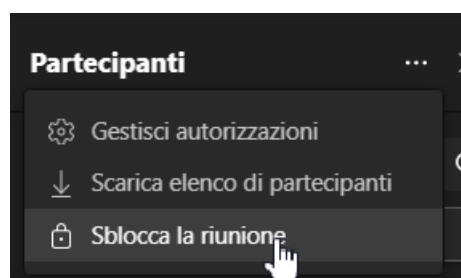 Partecipanti
Gestisci autorizzazioni
Scarica elenco di partecipanti
Sblocca la riunione